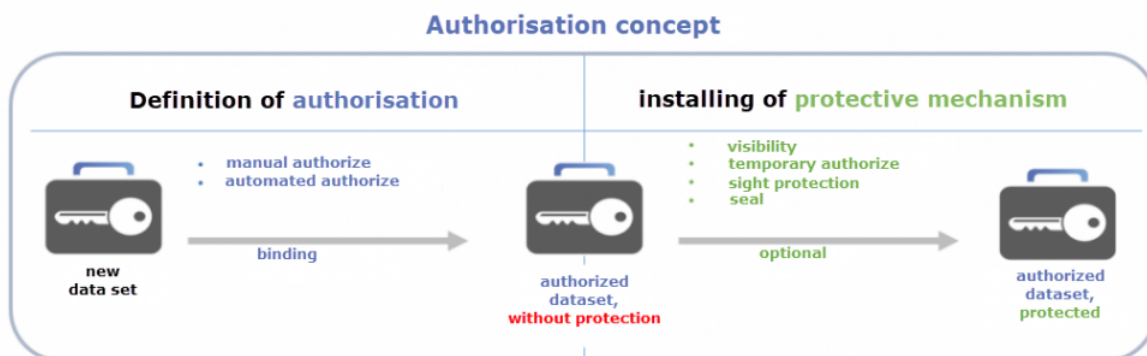 Authorisation concept
Definition of authorisation
installing of protective mechanism
• manual authorize
• automated authorize
• visibility
• temporary authorize
• sight protection
• seal
binding
optional
new
data set
authorized
dataset,
without protection
authorized
dataset,
protected